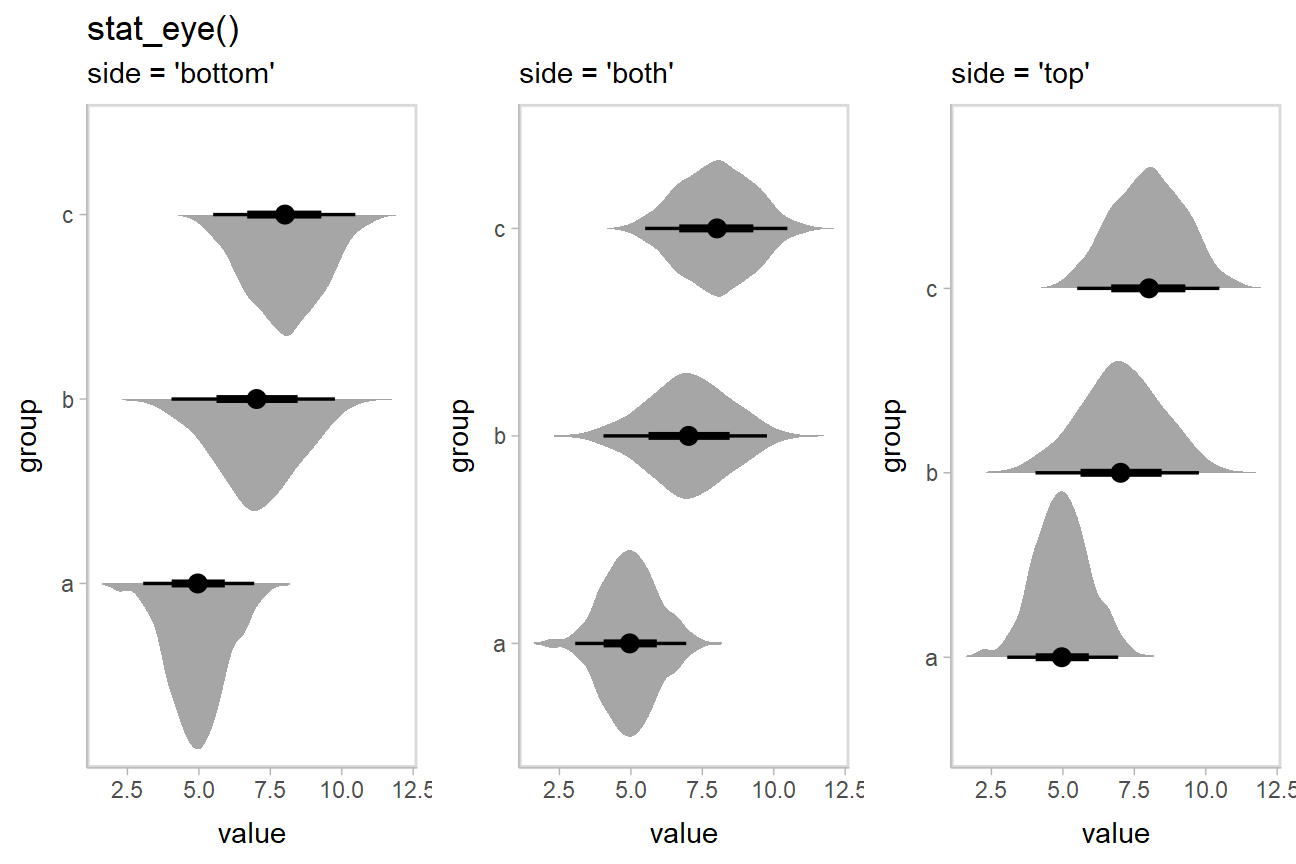 stat_eye()
side = 'bottom'
group
c
b
a
2.5 5.0 7.5 10.0 12.5
value
side = 'both'
group
c
b
a
2.5 5.0 7.5 10.0 12.5
value
side = 'top'
group
c
b
a
2.5 5.0 7.5 10.0 12.5
value